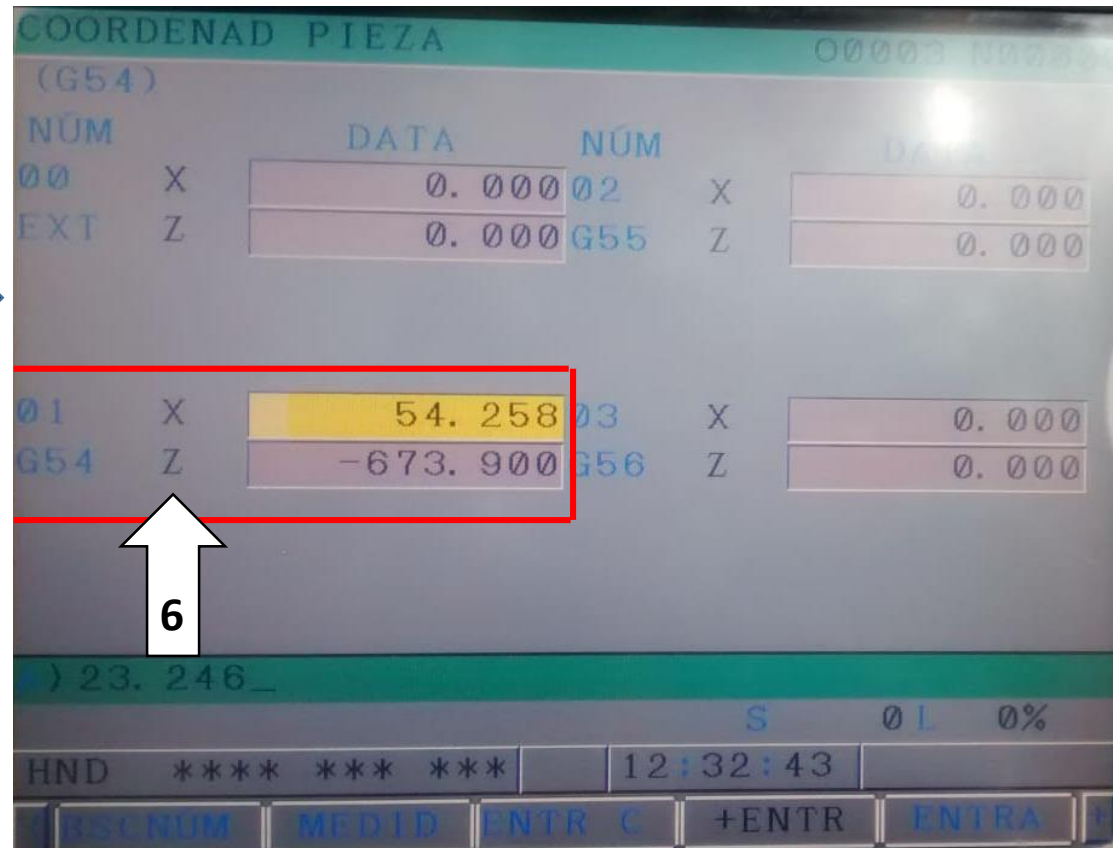 COORDENAD PIEZA O0003
(G54)
NÚM DATA NÚM
00 X 0. 000 02 X 0. 000
EXT Z 0. 000 G55 Z 0. 000
01 X 54. 258 03 X 0. 000
G54 Z -673. 900 G56 Z 0. 000
6
) 23. 246_
S 0 L 0%
HND **** *** *** 12:32:43
BSCNÚM MEDID ENTR C +ENTR ENTRA